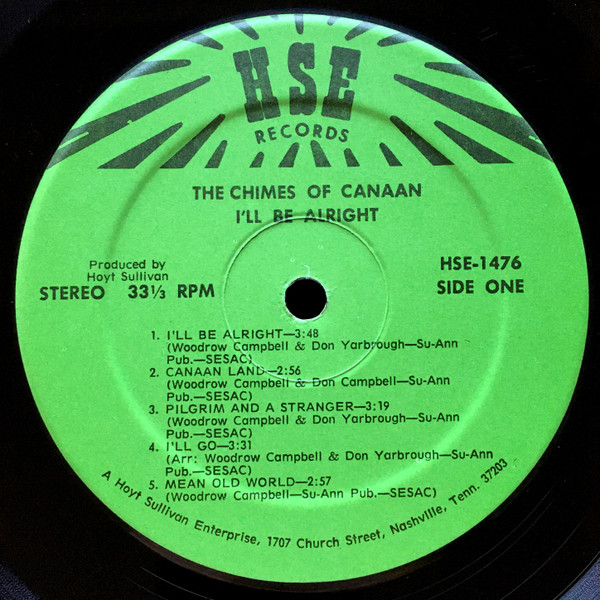 HSE
RECORDS
THE CHIMES OF CANAAN
I'LL BE ALRIGHT
Produced by
Hoyt Sullivan
STEREO 33⅓ RPM
HSE-1476
SIDE ONE
1. I'LL BE ALRIGHT—3:48
(Woodrow Campbell & Don Yarbrough—Su-Ann
Pub.—SESAC)
2. CANAAN LAND—2:56
(Woodrow Campbell & Don Campbell—Su-Ann
Pub.—SESAC)
3. PILGRIM AND A STRANGER—3:19
(Woodrow Campbell & Don Yarbrough—Su-Ann
Pub.—SESAC)
4. I'LL GO—3:31
(Arr: Woodrow Campbell & Don Yarbrough—Su-Ann
Pub.—SESAC)
5. MEAN OLD WORLD—2:57
(Woodrow Campbell—Su-Ann Pub.—SESAC)
A Hoyt Sullivan Enterprise, 1707 Church Street, Nashville, Tenn. 37203